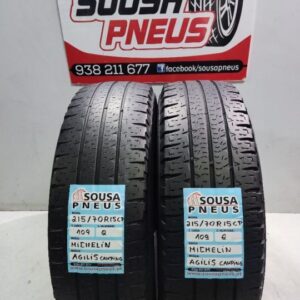 SOUSA
PNEUS
938 211 677
facebook/sousapneus
SOUSA
PNEUS
215/70R15CP
109 Q
MICHELIN
AGILIS CAMPING
SOUSA
PNEUS
215/70R15CP
109 Q
MICHELIN
AGILIS CAMPING